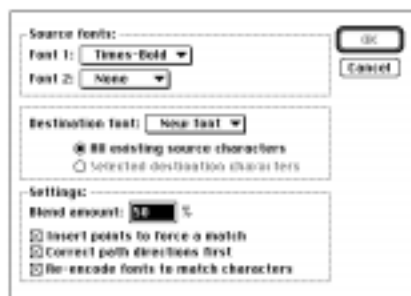 Source fonts:
Font 1: Times-Bold
Font 2: None
OK
Cancel
Destination font: New font
All existing source characters
Selected destination characters
Settings:
Blend amount: 50 %
Insert points to force a match
Correct path directions first
Re-encode fonts to match characters